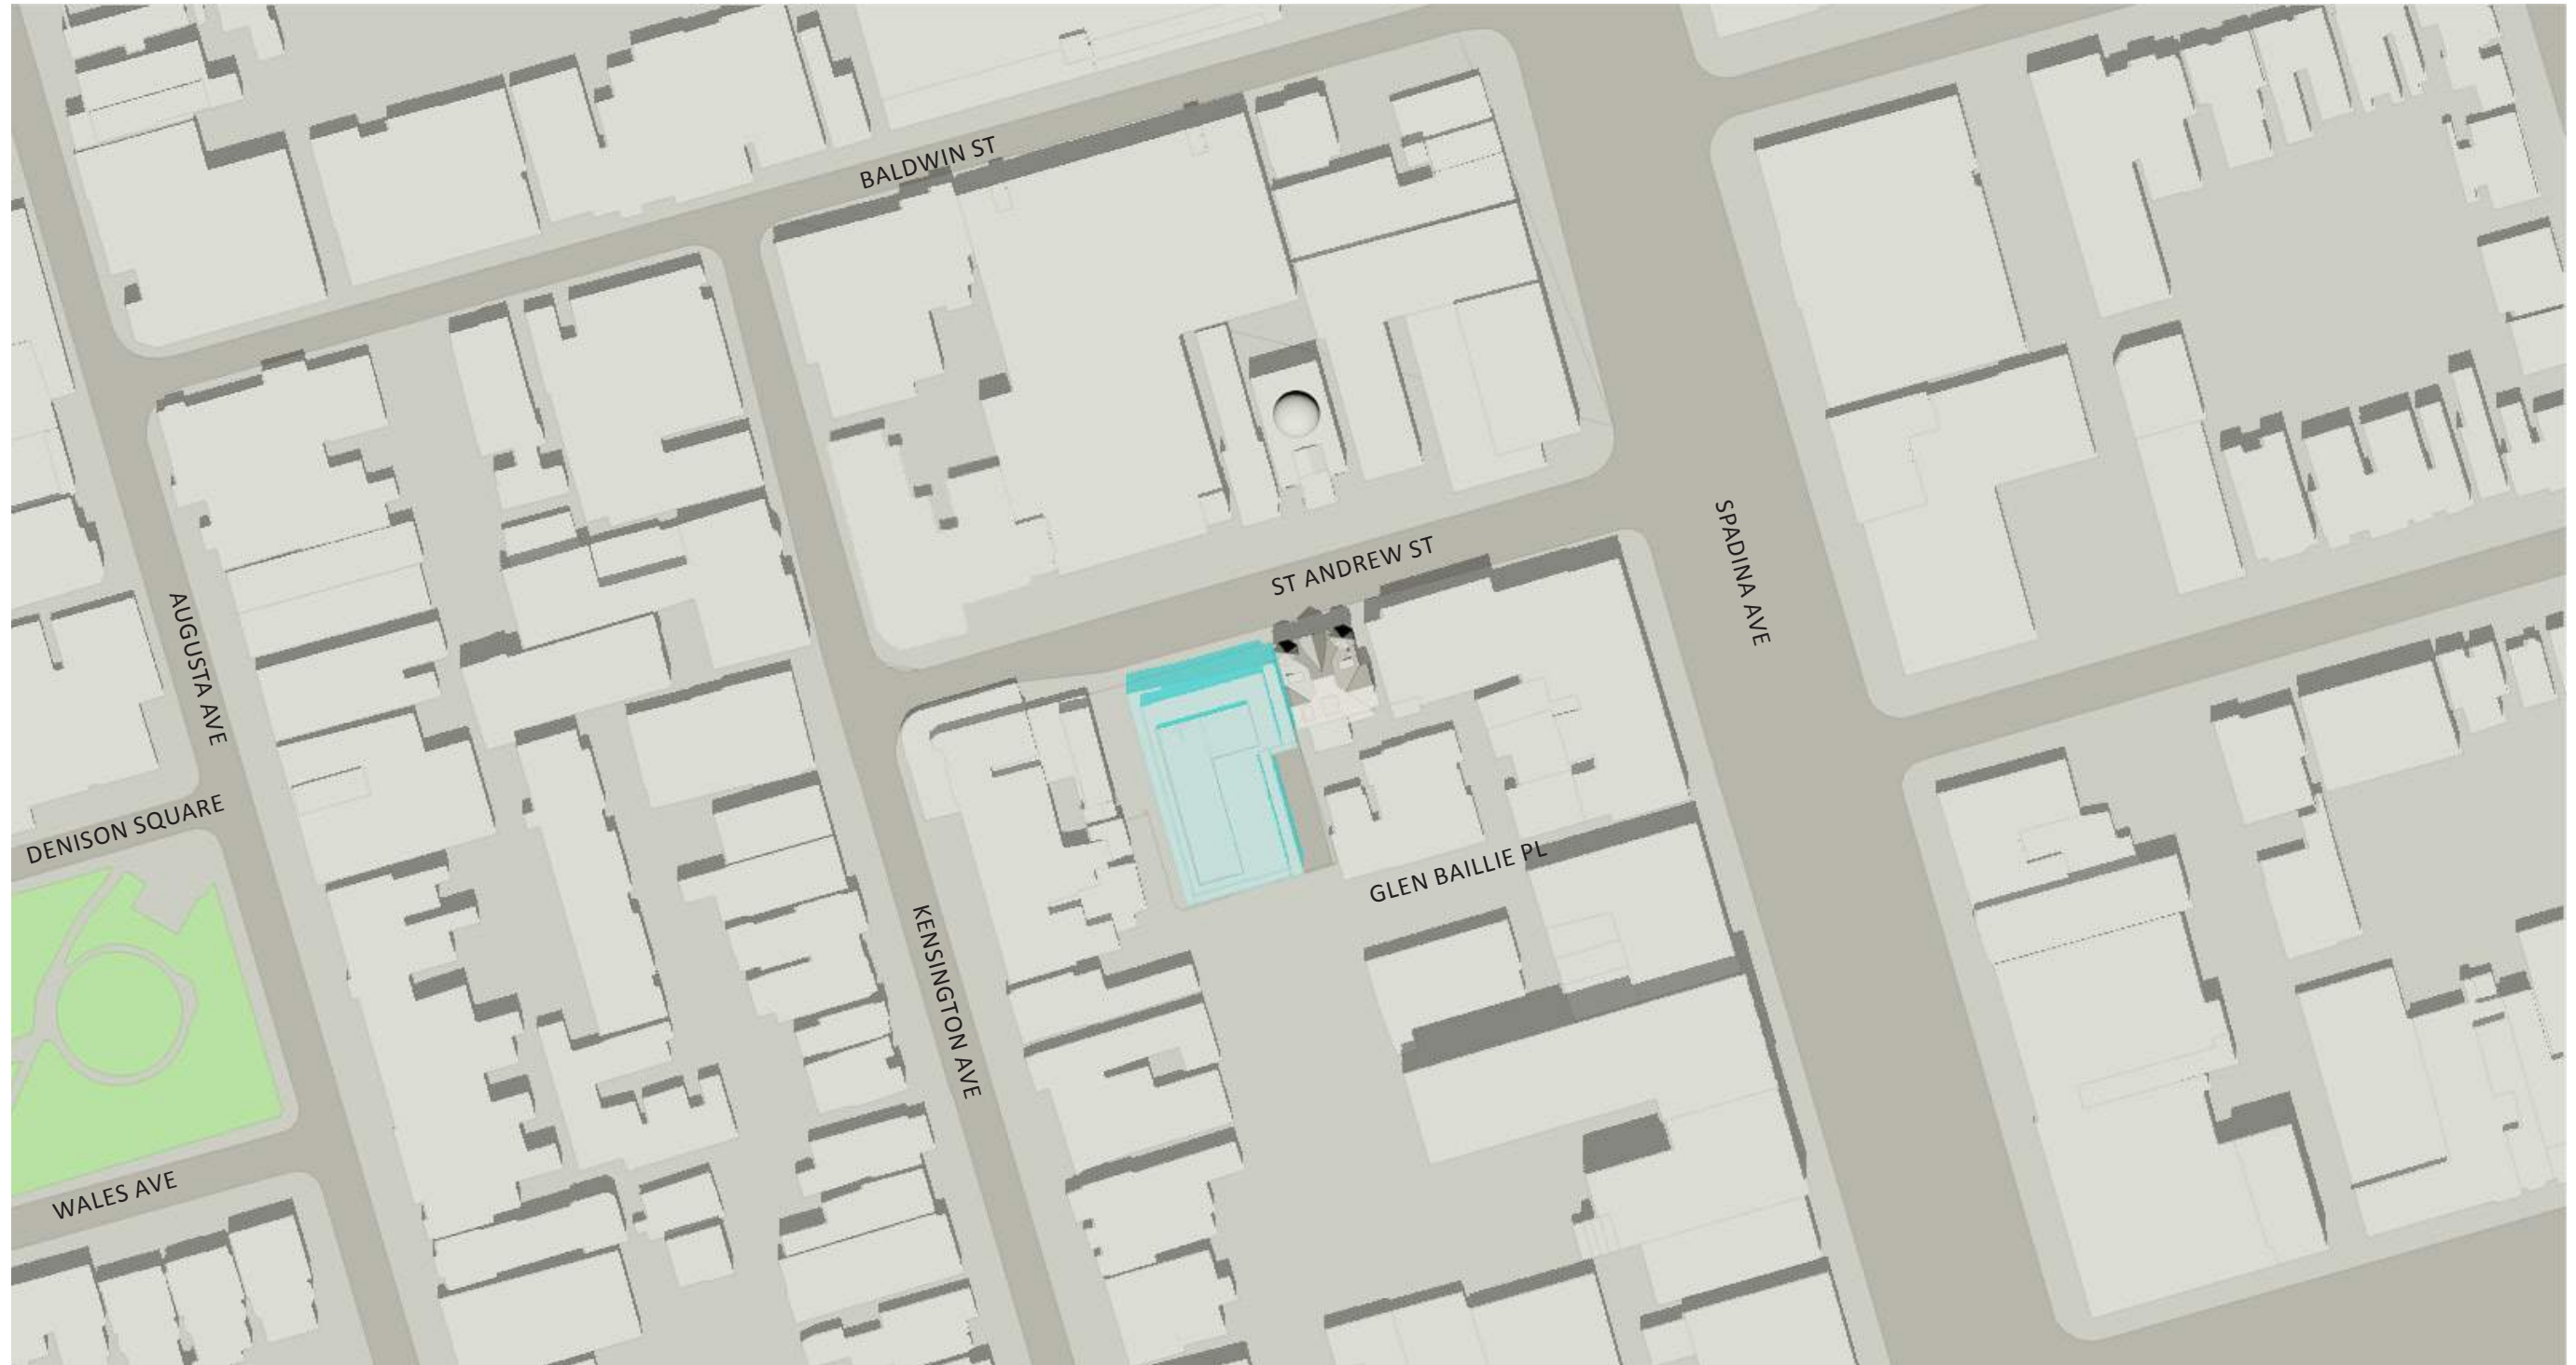 BALDWIN ST
ST ANDREW ST
SPADINA AVE
AUGUSTA AVE
DENISON SQUARE
GLEN BAILLIE PL
KENSINGTON AVE
WALES AVE